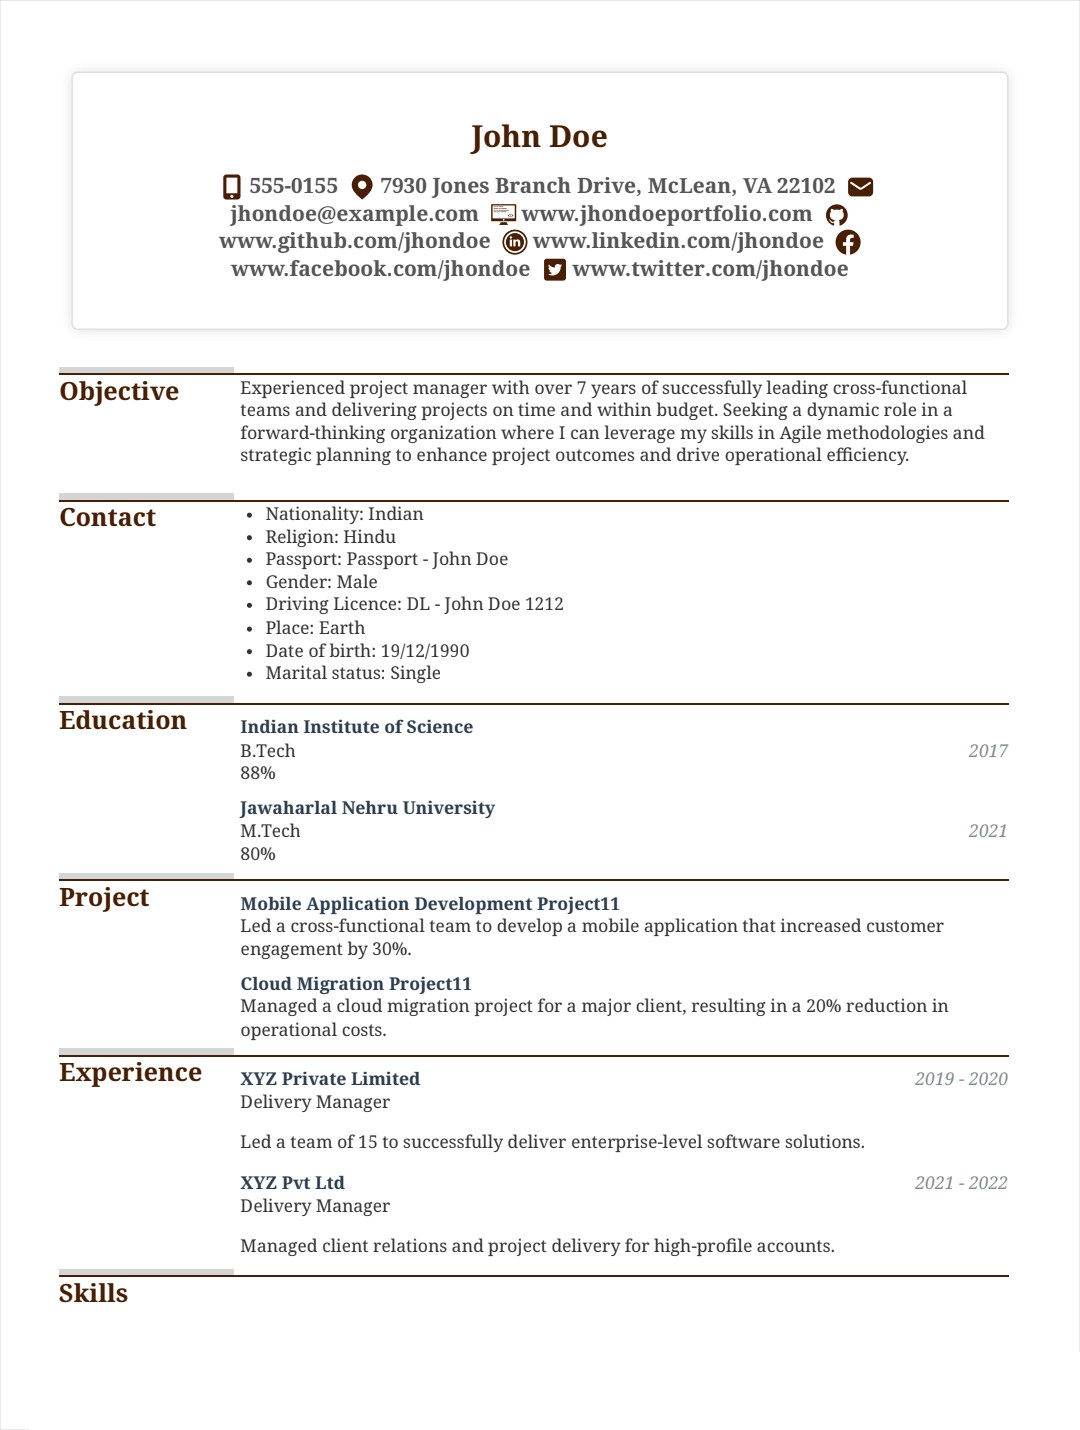 John Doe
555-0155 7930 Jones Branch Drive, McLean, VA 22102
jhondoe@example.com www.jhondoeportfolio.com
www.github.com/jhondoe www.linkedin.com/jhondoe
www.facebook.com/jhondoe www.twitter.com/jhondoe
Objective
Experienced project manager with over 7 years of successfully leading cross-functional
teams and delivering projects on time and within budget. Seeking a dynamic role in a
forward-thinking organization where I can leverage my skills in Agile methodologies and
strategic planning to enhance project outcomes and drive operational efficiency.
Contact
• Nationality: Indian
• Religion: Hindu
• Passport: Passport - John Doe
• Gender: Male
• Driving Licence: DL - John Doe 1212
• Place: Earth
• Date of birth: 19/12/1990
• Marital status: Single
Education
Indian Institute of Science
B.Tech 2017
88%
Jawaharlal Nehru University
M.Tech 2021
80%
Project
Mobile Application Development Project11
Led a cross-functional team to develop a mobile application that increased customer
engagement by 30%.
Cloud Migration Project11
Managed a cloud migration project for a major client, resulting in a 20% reduction in
operational costs.
Experience
XYZ Private Limited 2019 - 2020
Delivery Manager
Led a team of 15 to successfully deliver enterprise-level software solutions.
XYZ Pvt Ltd 2021 - 2022
Delivery Manager
Managed client relations and project delivery for high-profile accounts.
Skills